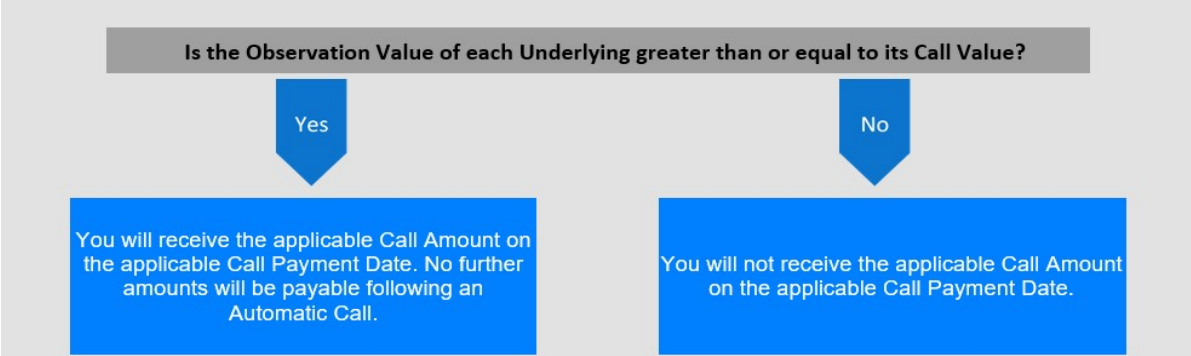 Is the Observation Value of each Underlying greater than or equal to its Call Value?
Yes
No
You will receive the applicable Call Amount on
the applicable Call Payment Date. No further
amounts will be payable following an
Automatic Call.
You will not receive the applicable Call Amount
on the applicable Call Payment Date.